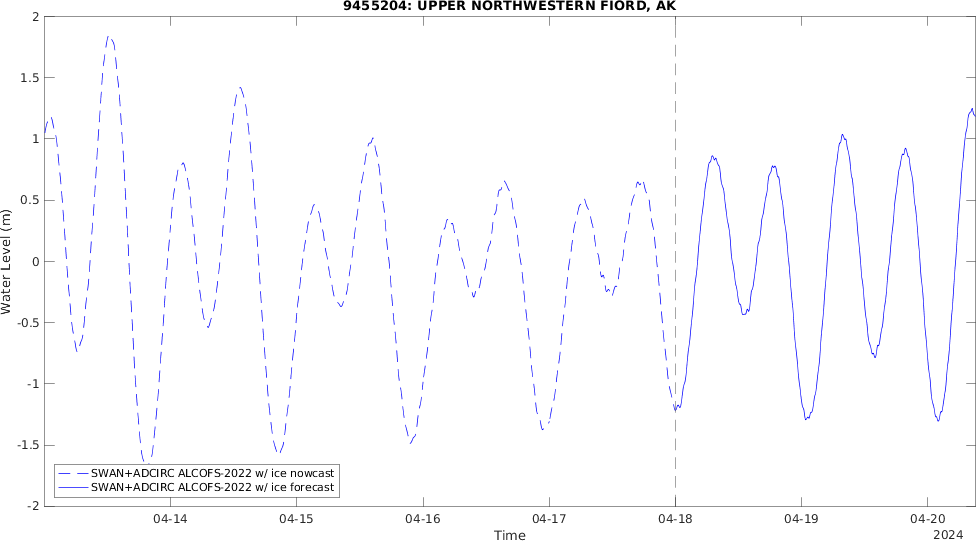 9455204: UPPER NORTHWESTERN FIORD, AK
2
1.5
1
0.5
0
-0.5
-1
-1.5
-2
Water Level (m)
SWAN+ADCIRC ALCOFS-2022 w/ ice nowcast
SWAN+ADCIRC ALCOFS-2022 w/ ice forecast
04-14 04-15 04-16 04-17 04-18 04-19 04-20
Time
2024